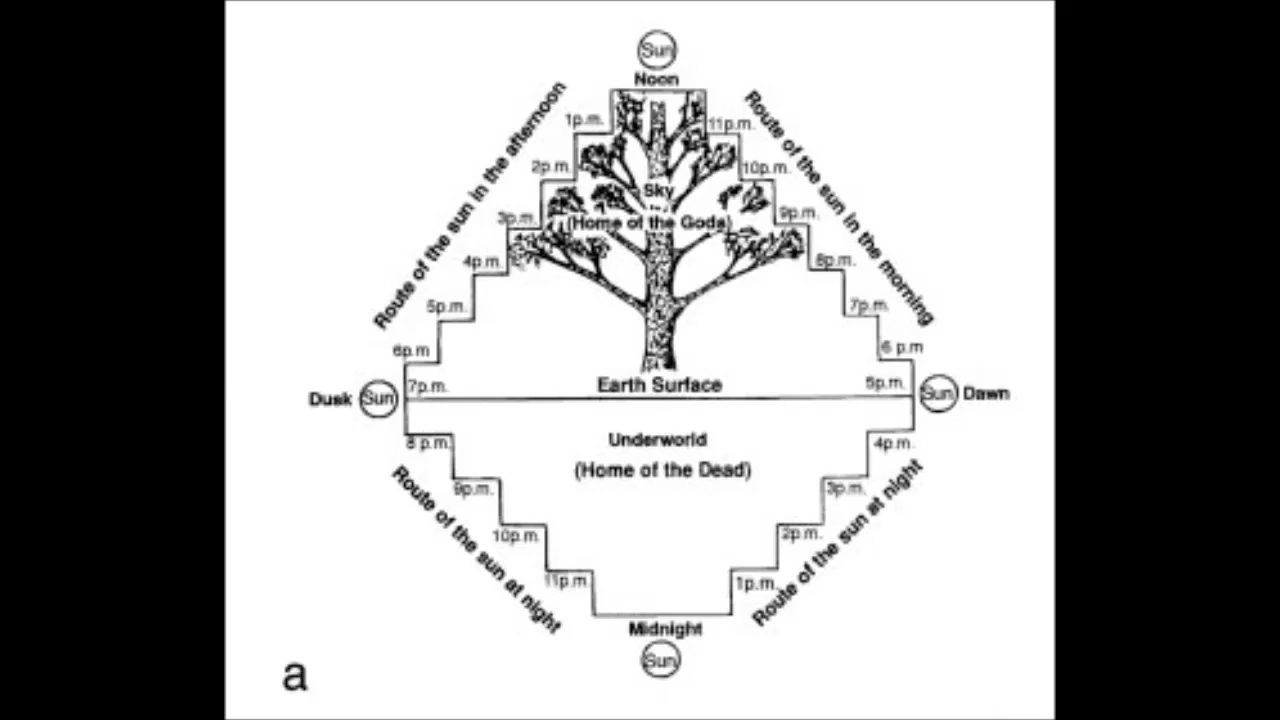 Sun
Noon
Route of the sun in the afternoon
Route of the sun in the morning
1p.m.
11p.m.
2p.m.
10p.m.
Sky
3p.m.
(Home of the Gods)
9p.m.
4p.m.
8p.m.
5p.m.
7p.m.
6p.m
6 p.m
7p.m.
Earth Surface
5p.m.
Dusk
Sun
Sun
Dawn
8 p.m.
Underworld
4p.m.
(Home of the Dead)
Route of the sun at night
Route of the sun at night
9p.m.
3p.m.
10p.m.
2p.m.
11p.m.
1p.m.
Midnight
Sun
a